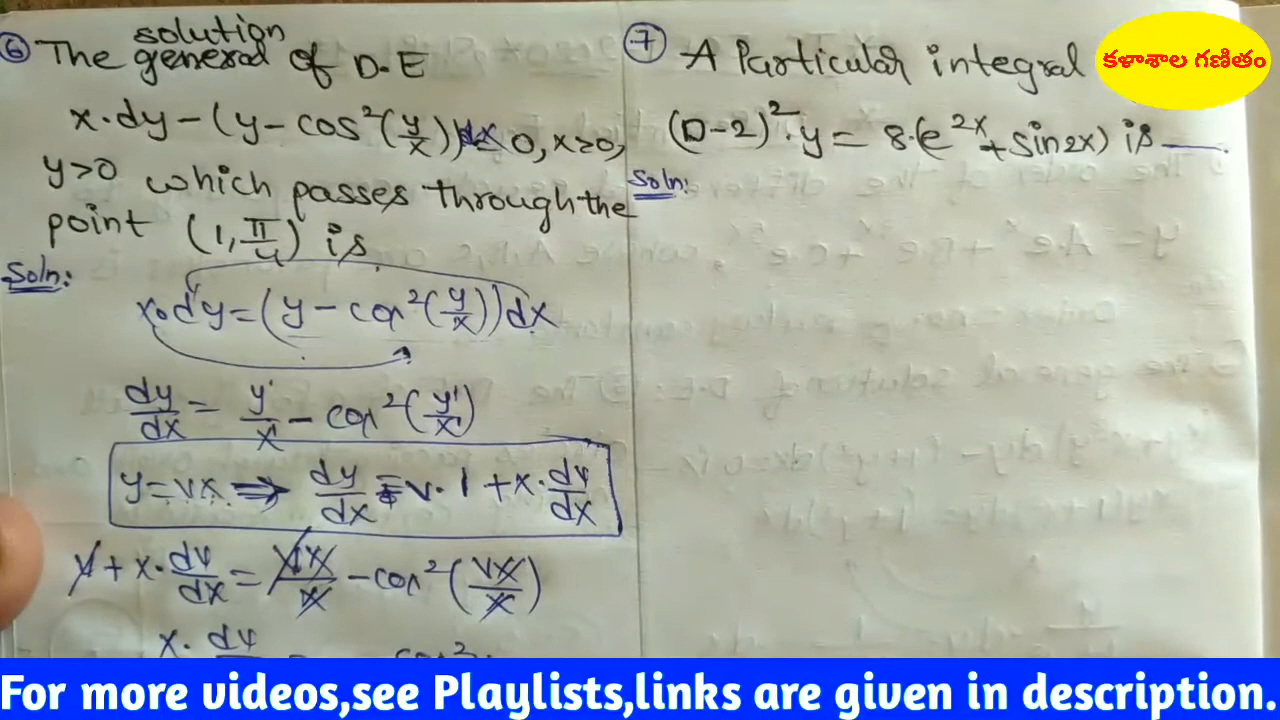 ⑥ The general solution of D.E
x·dy-(y-cos²(y/x))dx=0, x>0,
y>0 which passes through the
point (1, π/4) is
Soln:
x·dy=(y-cos²(y/x))dx
dy/dx = y/x - cos²(y/x)
y=vx ⇒ dy/dx = v·1+x·dv/dx
v+x·dv/dx = vx/x - cos²(vx/x)
x·dv
⑦ A Particular integral
(D-2)²·y = 8·(e^2x + sin2x) is
Soln:
కళాశాల గణితం
For more videos,see Playlists,links are given in description.